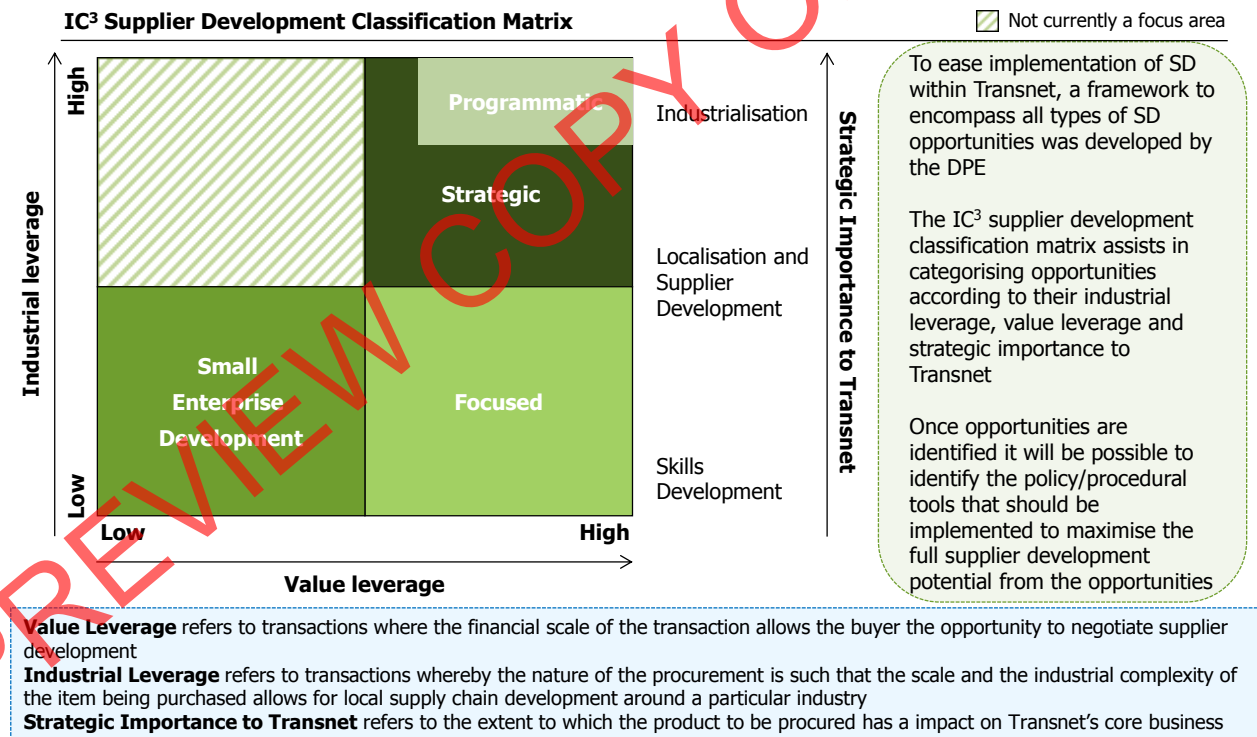 IC³ Supplier Development Classification Matrix
Not currently a focus area
High
Industrial leverage
Low
Programmatic
Strategic
Small
Enterprise
Development
Focused
Low
High
Value leverage
Industrialisation
Localisation and
Supplier
Development
Skills
Development
Strategic Importance to Transnet
To ease implementation of SD
within Transnet, a framework to
encompass all types of SD
opportunities was developed by
the DPE
The IC³ supplier development
classification matrix assists in
categorising opportunities
according to their industrial
leverage, value leverage and
strategic importance to
Transnet
Once opportunities are
identified it will be possible to
identify the policy/procedural
tools that should be
implemented to maximise the
full supplier development
potential from the opportunities
Value Leverage refers to transactions where the financial scale of the transaction allows the buyer the opportunity to negotiate supplier
development
Industrial Leverage refers to transactions whereby the nature of the procurement is such that the scale and the industrial complexity of
the item being purchased allows for local supply chain development around a particular industry
Strategic Importance to Transnet refers to the extent to which the product to be procured has a impact on Transnet's core business
PREVIEW COPY O